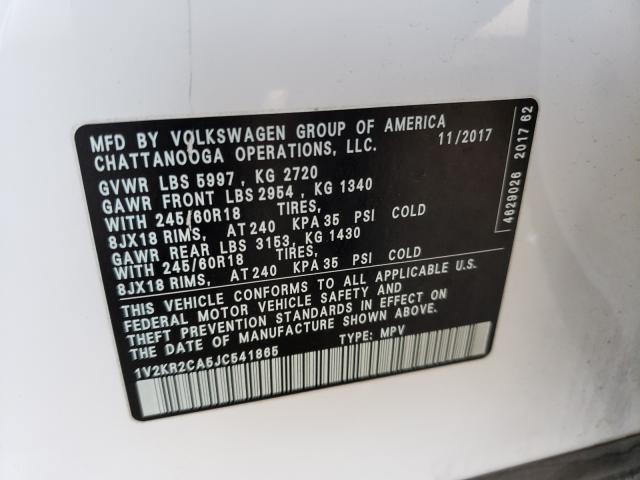 MFD BY VOLKSWAGEN GROUP OF AMERICA
CHATTANOOGA OPERATIONS, LLC. 11/2017
GVWR LBS 5997 , KG 2720
GAWR FRONT LBS 2954 , KG 1340
WITH 245/60R18 TIRES,
8JX18 RIMS, AT 240 KPA 35 PSI COLD
GAWR REAR LBS 3153, KG 1430
WITH 245/60R18 TIRES,
8JX18 RIMS, AT 240 KPA 35 PSI COLD
THIS VEHICLE CONFORMS TO ALL APPLICABLE U.S.
FEDERAL MOTOR VEHICLE SAFETY AND
THEFT PREVENTION STANDARDS IN EFFECT ON
THE DATE OF MANUFACTURE SHOWN ABOVE.
1V2KR2CA5JC541865 TYPE: MPV
4629026 2017 62